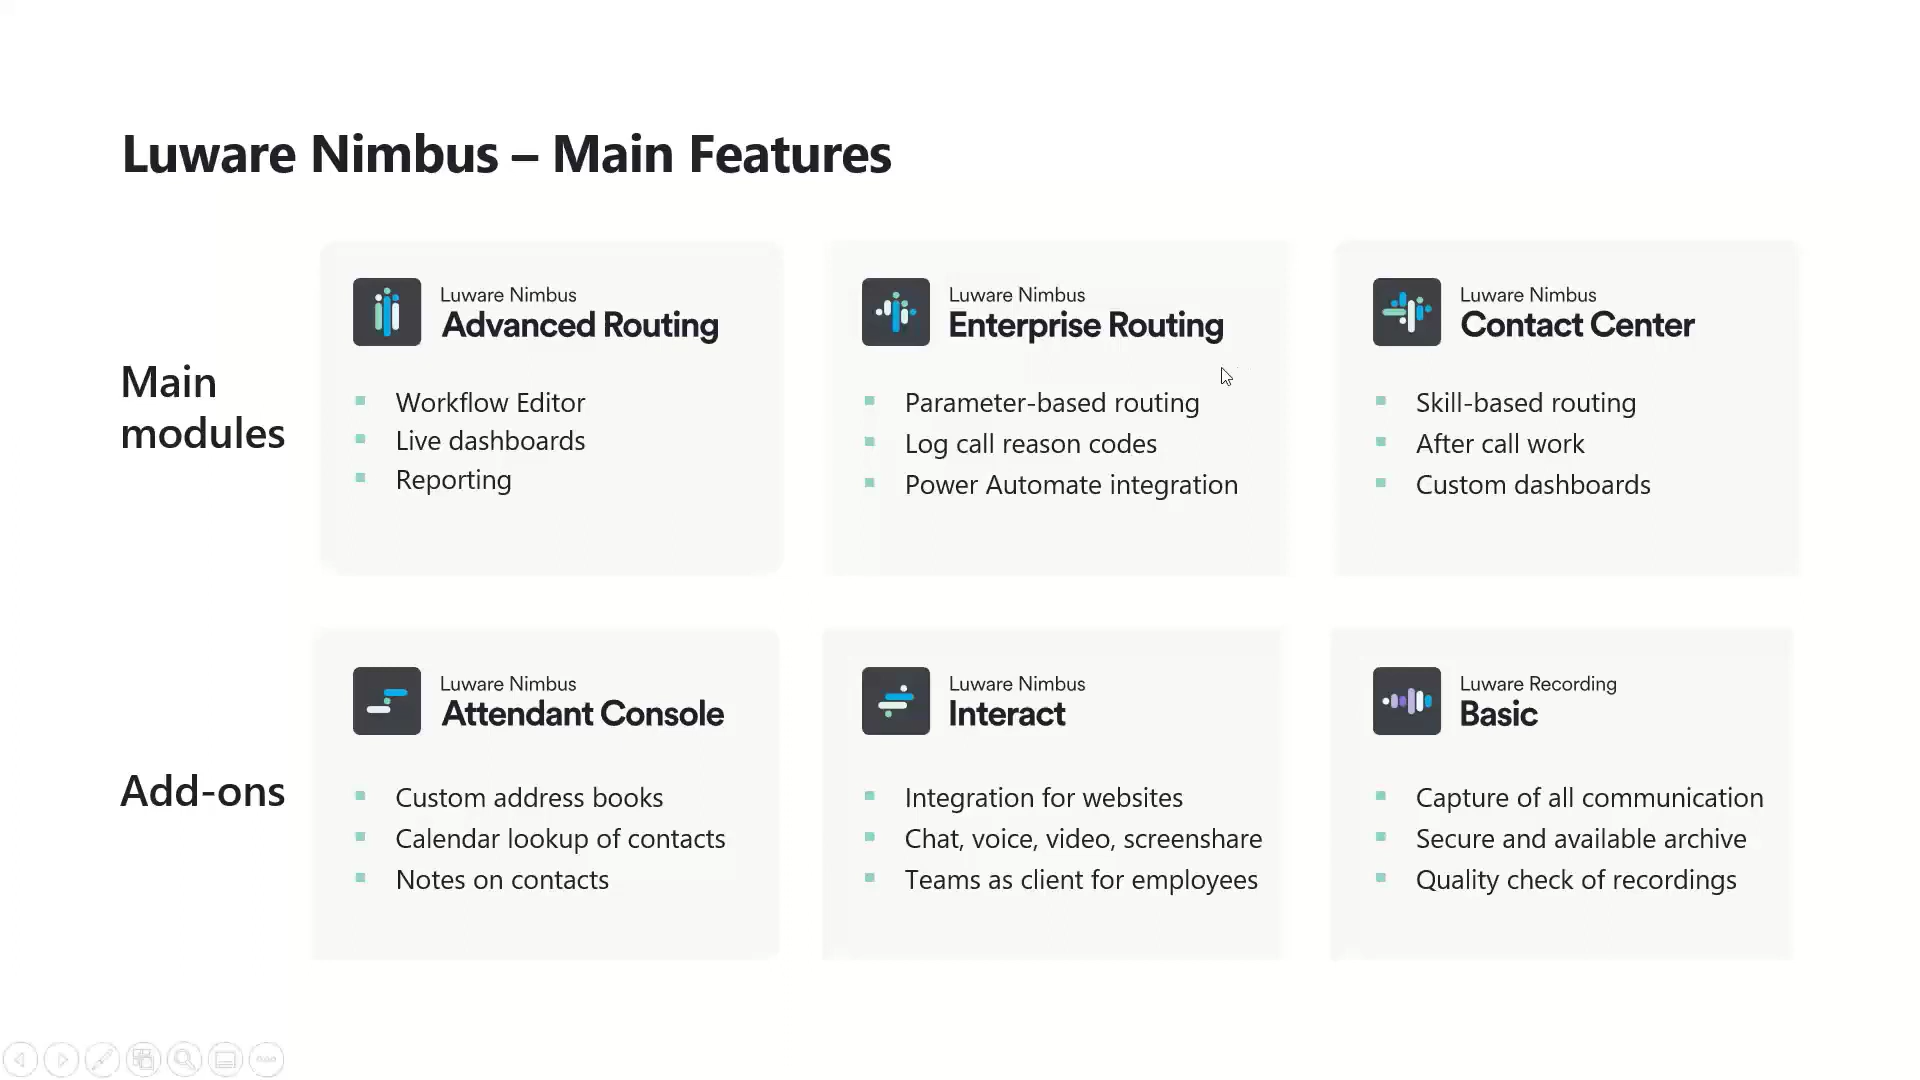 Luware Nimbus – Main Features
Main
modules
Luware Nimbus
Advanced Routing
Workflow Editor
Live dashboards
Reporting
Luware Nimbus
Enterprise Routing
Parameter-based routing
Log call reason codes
Power Automate integration
Luware Nimbus
Contact Center
Skill-based routing
After call work
Custom dashboards
Add-ons
Luware Nimbus
Attendant Console
Custom address books
Calendar lookup of contacts
Notes on contacts
Luware Nimbus
Interact
Integration for websites
Chat, voice, video, screenshare
Teams as client for employees
Luware Recording
Basic
Capture of all communication
Secure and available archive
Quality check of recordings